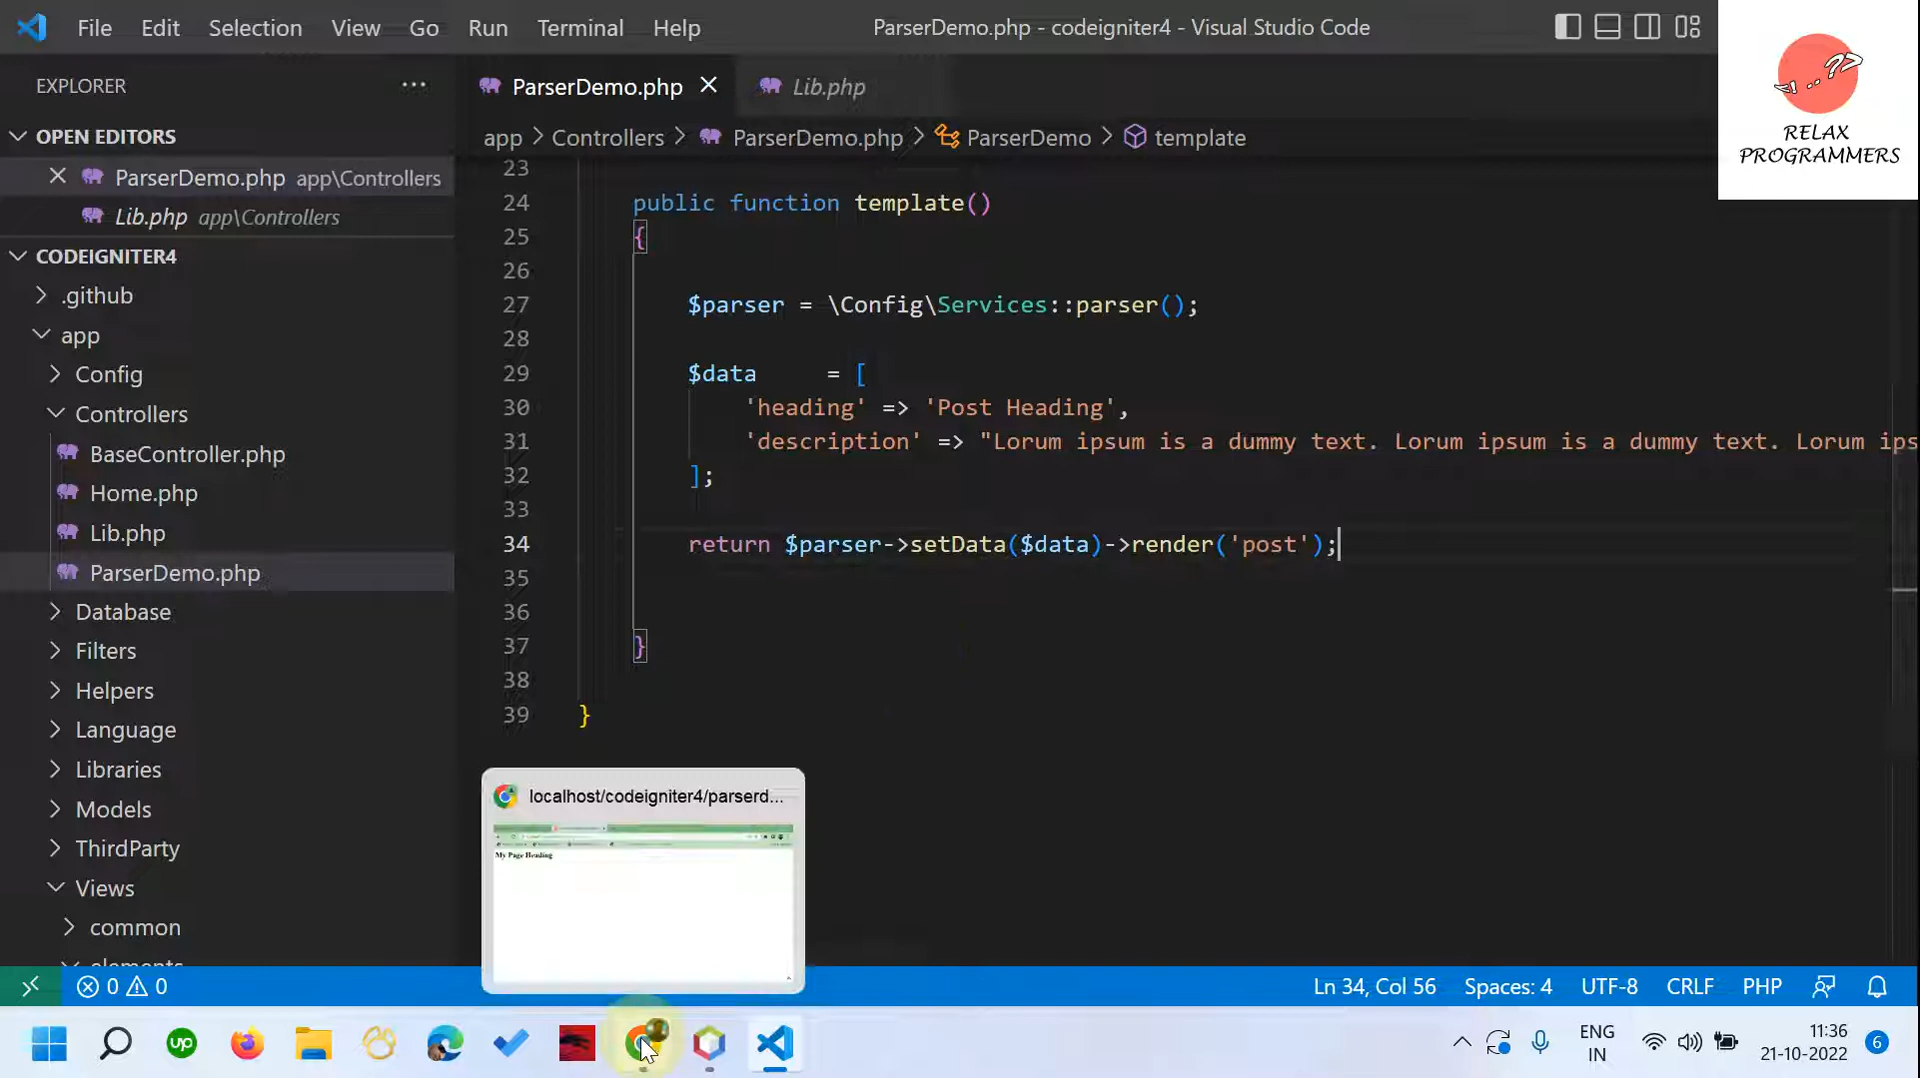 File Edit Selection View Go Run Terminal Help
ParserDemo.php - codeigniter4 - Visual Studio Code
<!..??>
RELAX
PROGRAMMERS
EXPLORER
OPEN EDITORS
ParserDemo.php app\Controllers
Lib.php app\Controllers
CODEIGNITER4
.github
app
Config
Controllers
BaseController.php
Home.php
Lib.php
ParserDemo.php
Database
Filters
Helpers
Language
Libraries
Models
ThirdParty
Views
common
elements
ParserDemo.php
Lib.php
app > Controllers > ParserDemo.php > ParserDemo > template
23
24 public function template()
25 {
26
27 $parser = \Config\Services::parser();
28
29 $data = [
30 'heading' => 'Post Heading',
31 'description' => "Lorum ipsum is a dummy text. Lorum ipsum is a dummy text. Lorum ips
32 ];
33
34 return $parser->setData($data)->render('post');
35
36
37 }
38
39 }
localhost/codeigniter4/parserd...
My Page Heading
0 0
Ln 34, Col 56 Spaces: 4 UTF-8 CRLF PHP
up
ENG
IN
11:36
21-10-2022
6